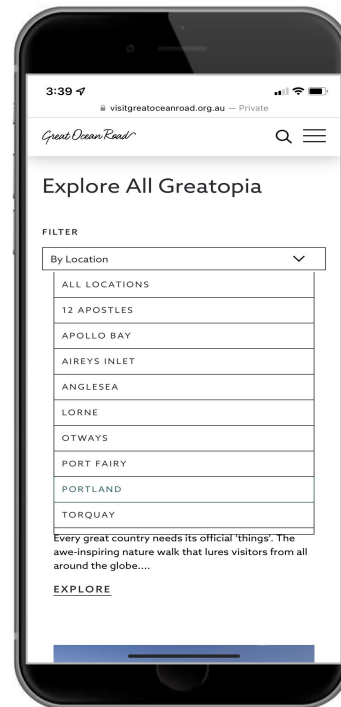 3:39
visitgreatoceanroad.org.au — Private
Great Ocean Road
Explore All Greatopia
FILTER
By Location
ALL LOCATIONS
12 APOSTLES
APOLLO BAY
AIREYS INLET
ANGLESEA
LORNE
OTWAYS
PORT FAIRY
PORTLAND
TORQUAY
Every great country needs its official 'things'. The
awe-inspiring nature walk that lures visitors from all
around the globe....
EXPLORE